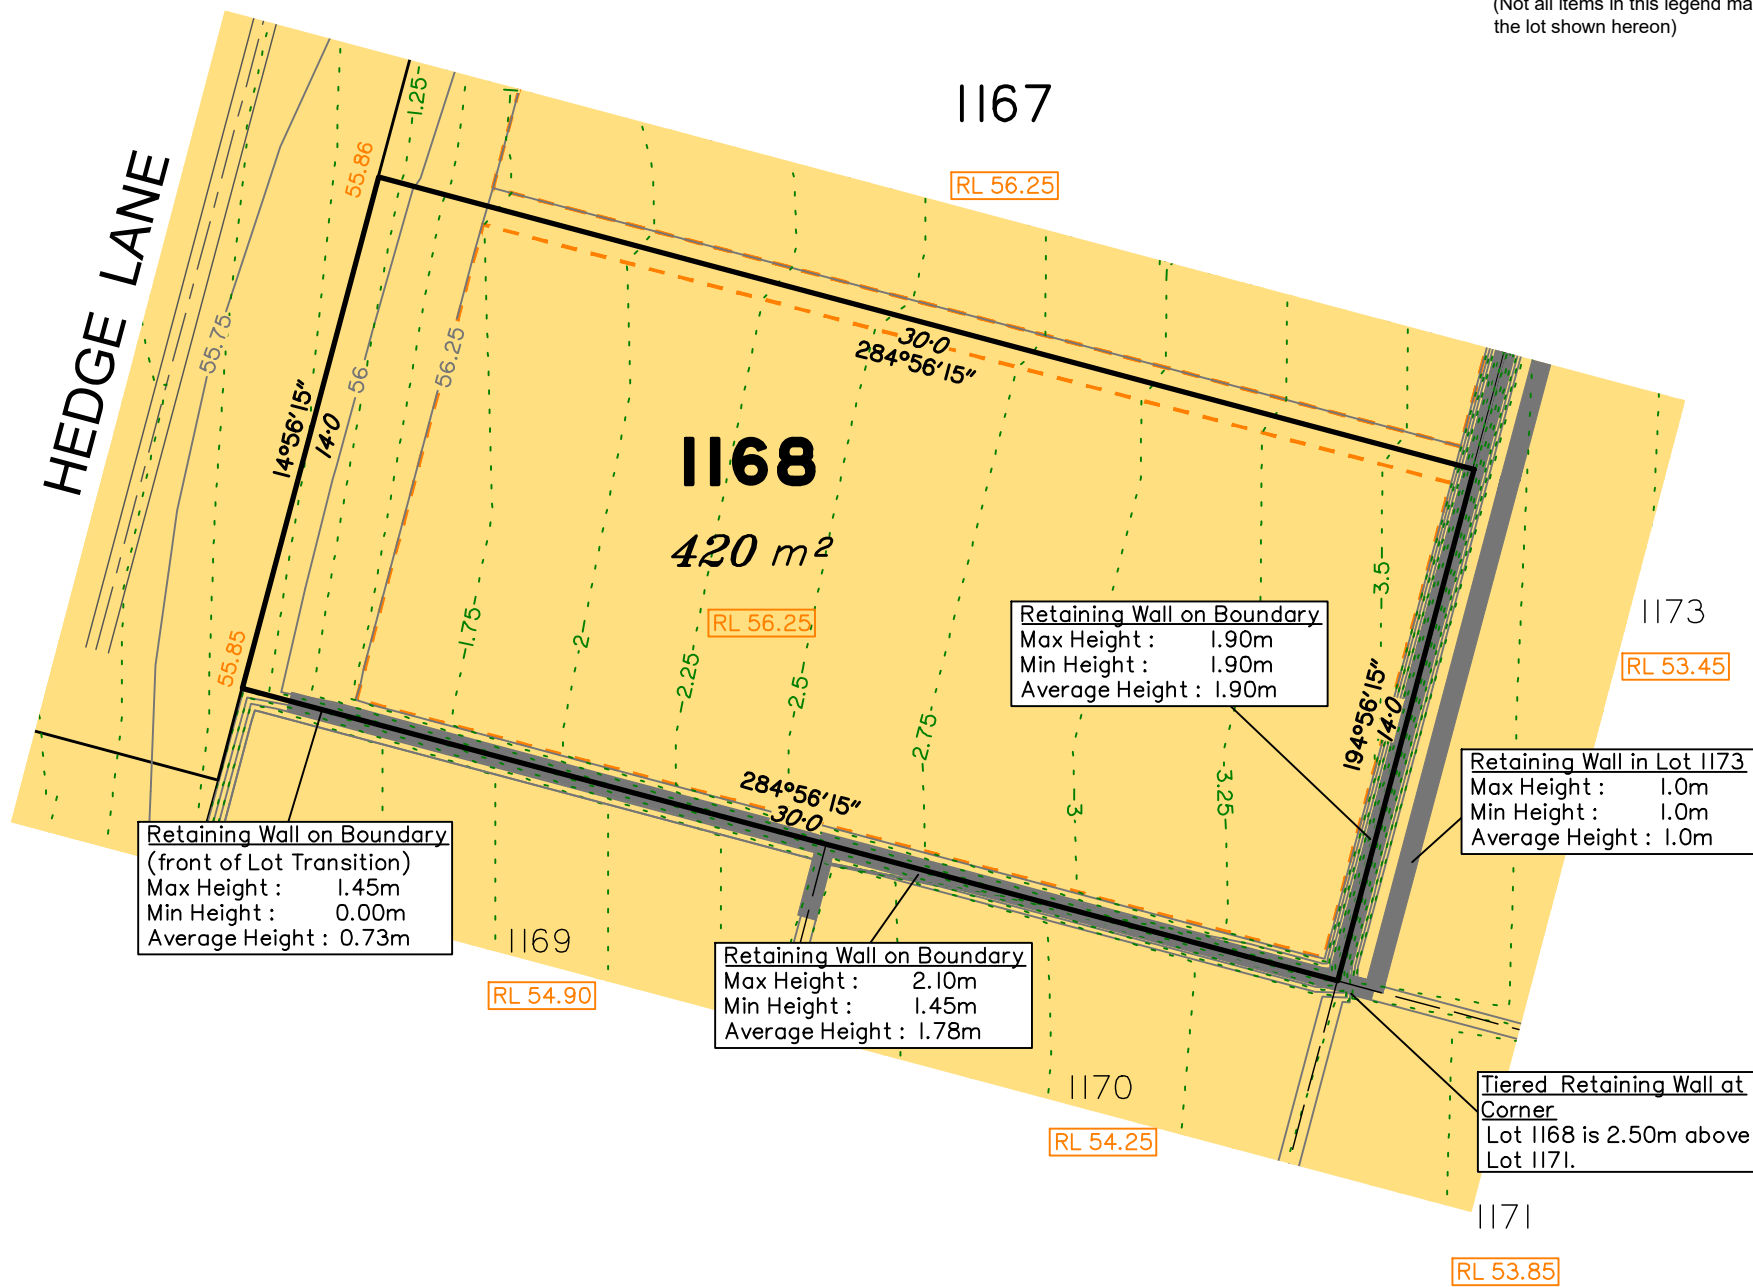 (Not all items in this legend ma
the lot shown hereon)
1167
RL 56.25
HEDGE LANE
55.86
1.25
1
55.75
56
56.25
14°56'15"
14·0
30·0
284°56'15"
1168
420 m²
RL 56.25
55.85
1.75
2
2.25
2.5
2.75
3
3.25
3.5
Retaining Wall on Boundary
Max Height : 1.90m
Min Height : 1.90m
Average Height : 1.90m
1173
RL 53.45
194°56'15"
14·0
Retaining Wall in Lot 1173
Max Height : 1.0m
Min Height : 1.0m
Average Height : 1.0m
284°56'15"
30·0
Retaining Wall on Boundary
(front of Lot Transition)
Max Height : 1.45m
Min Height : 0.00m
Average Height : 0.73m
1169
RL 54.90
Retaining Wall on Boundary
Max Height : 2.10m
Min Height : 1.45m
Average Height : 1.78m
1170
RL 54.25
Tiered Retaining Wall at
Corner
Lot 1168 is 2.50m above
Lot 1171.
1171
RL 53.85